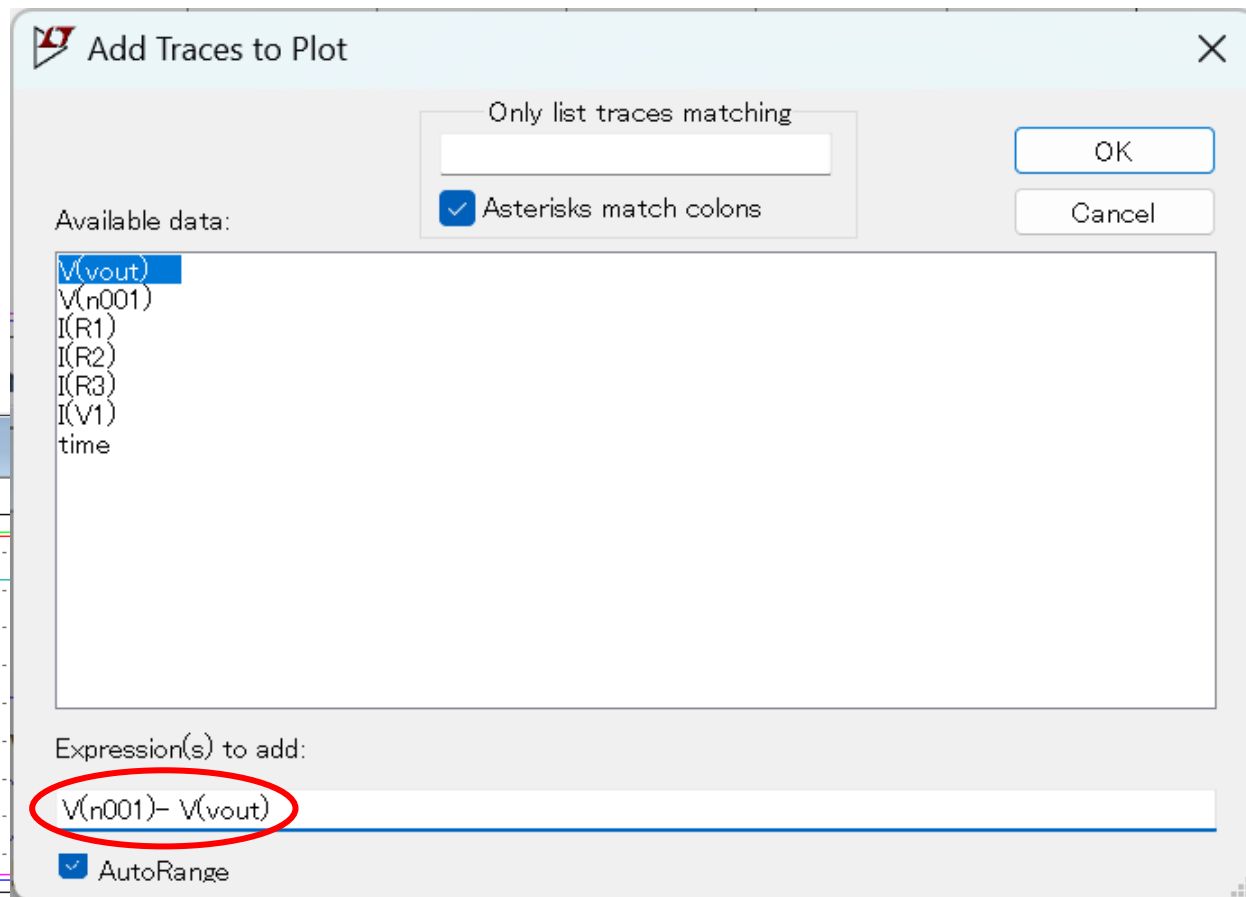 Add Traces to Plot
Only list traces matching
OK
Asterisks match colons
Cancel
Available data:
V(vout)
V(n001)
I(R1)
I(R2)
I(R3)
I(V1)
time
Expression(s) to add:
V(n001)- V(vout)
AutoRange